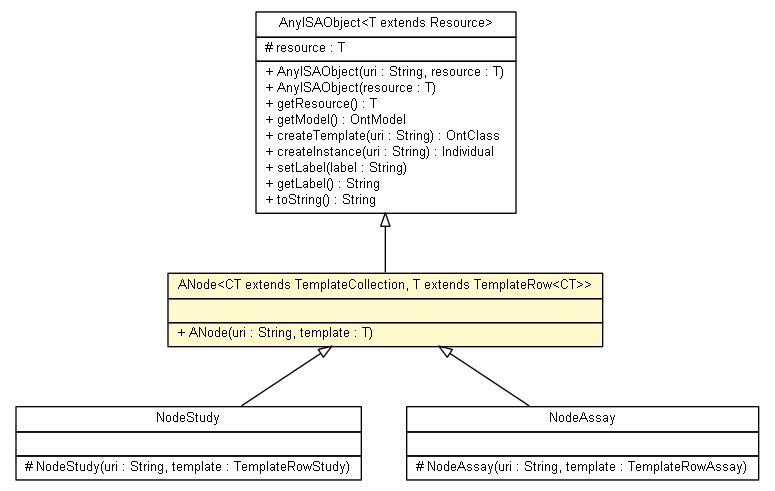 AnyISAObject<T extends Resource>
# resource : T
+ AnyISAObject(uri : String, resource : T)
+ AnyISAObject(resource : T)
+ getResource() : T
+ getModel() : OntModel
+ createTemplate(uri : String) : OntClass
+ createInstance(uri : String) : Individual
+ setLabel(label : String)
+ getLabel() : String
+ toString() : String
ANode<CT extends TemplateCollection, T extends TemplateRow<CT>>
+ ANode(uri : String, template : T)
NodeStudy
# NodeStudy(uri : String, template : TemplateRowStudy)
NodeAssay
# NodeAssay(uri : String, template : TemplateRowAssay)